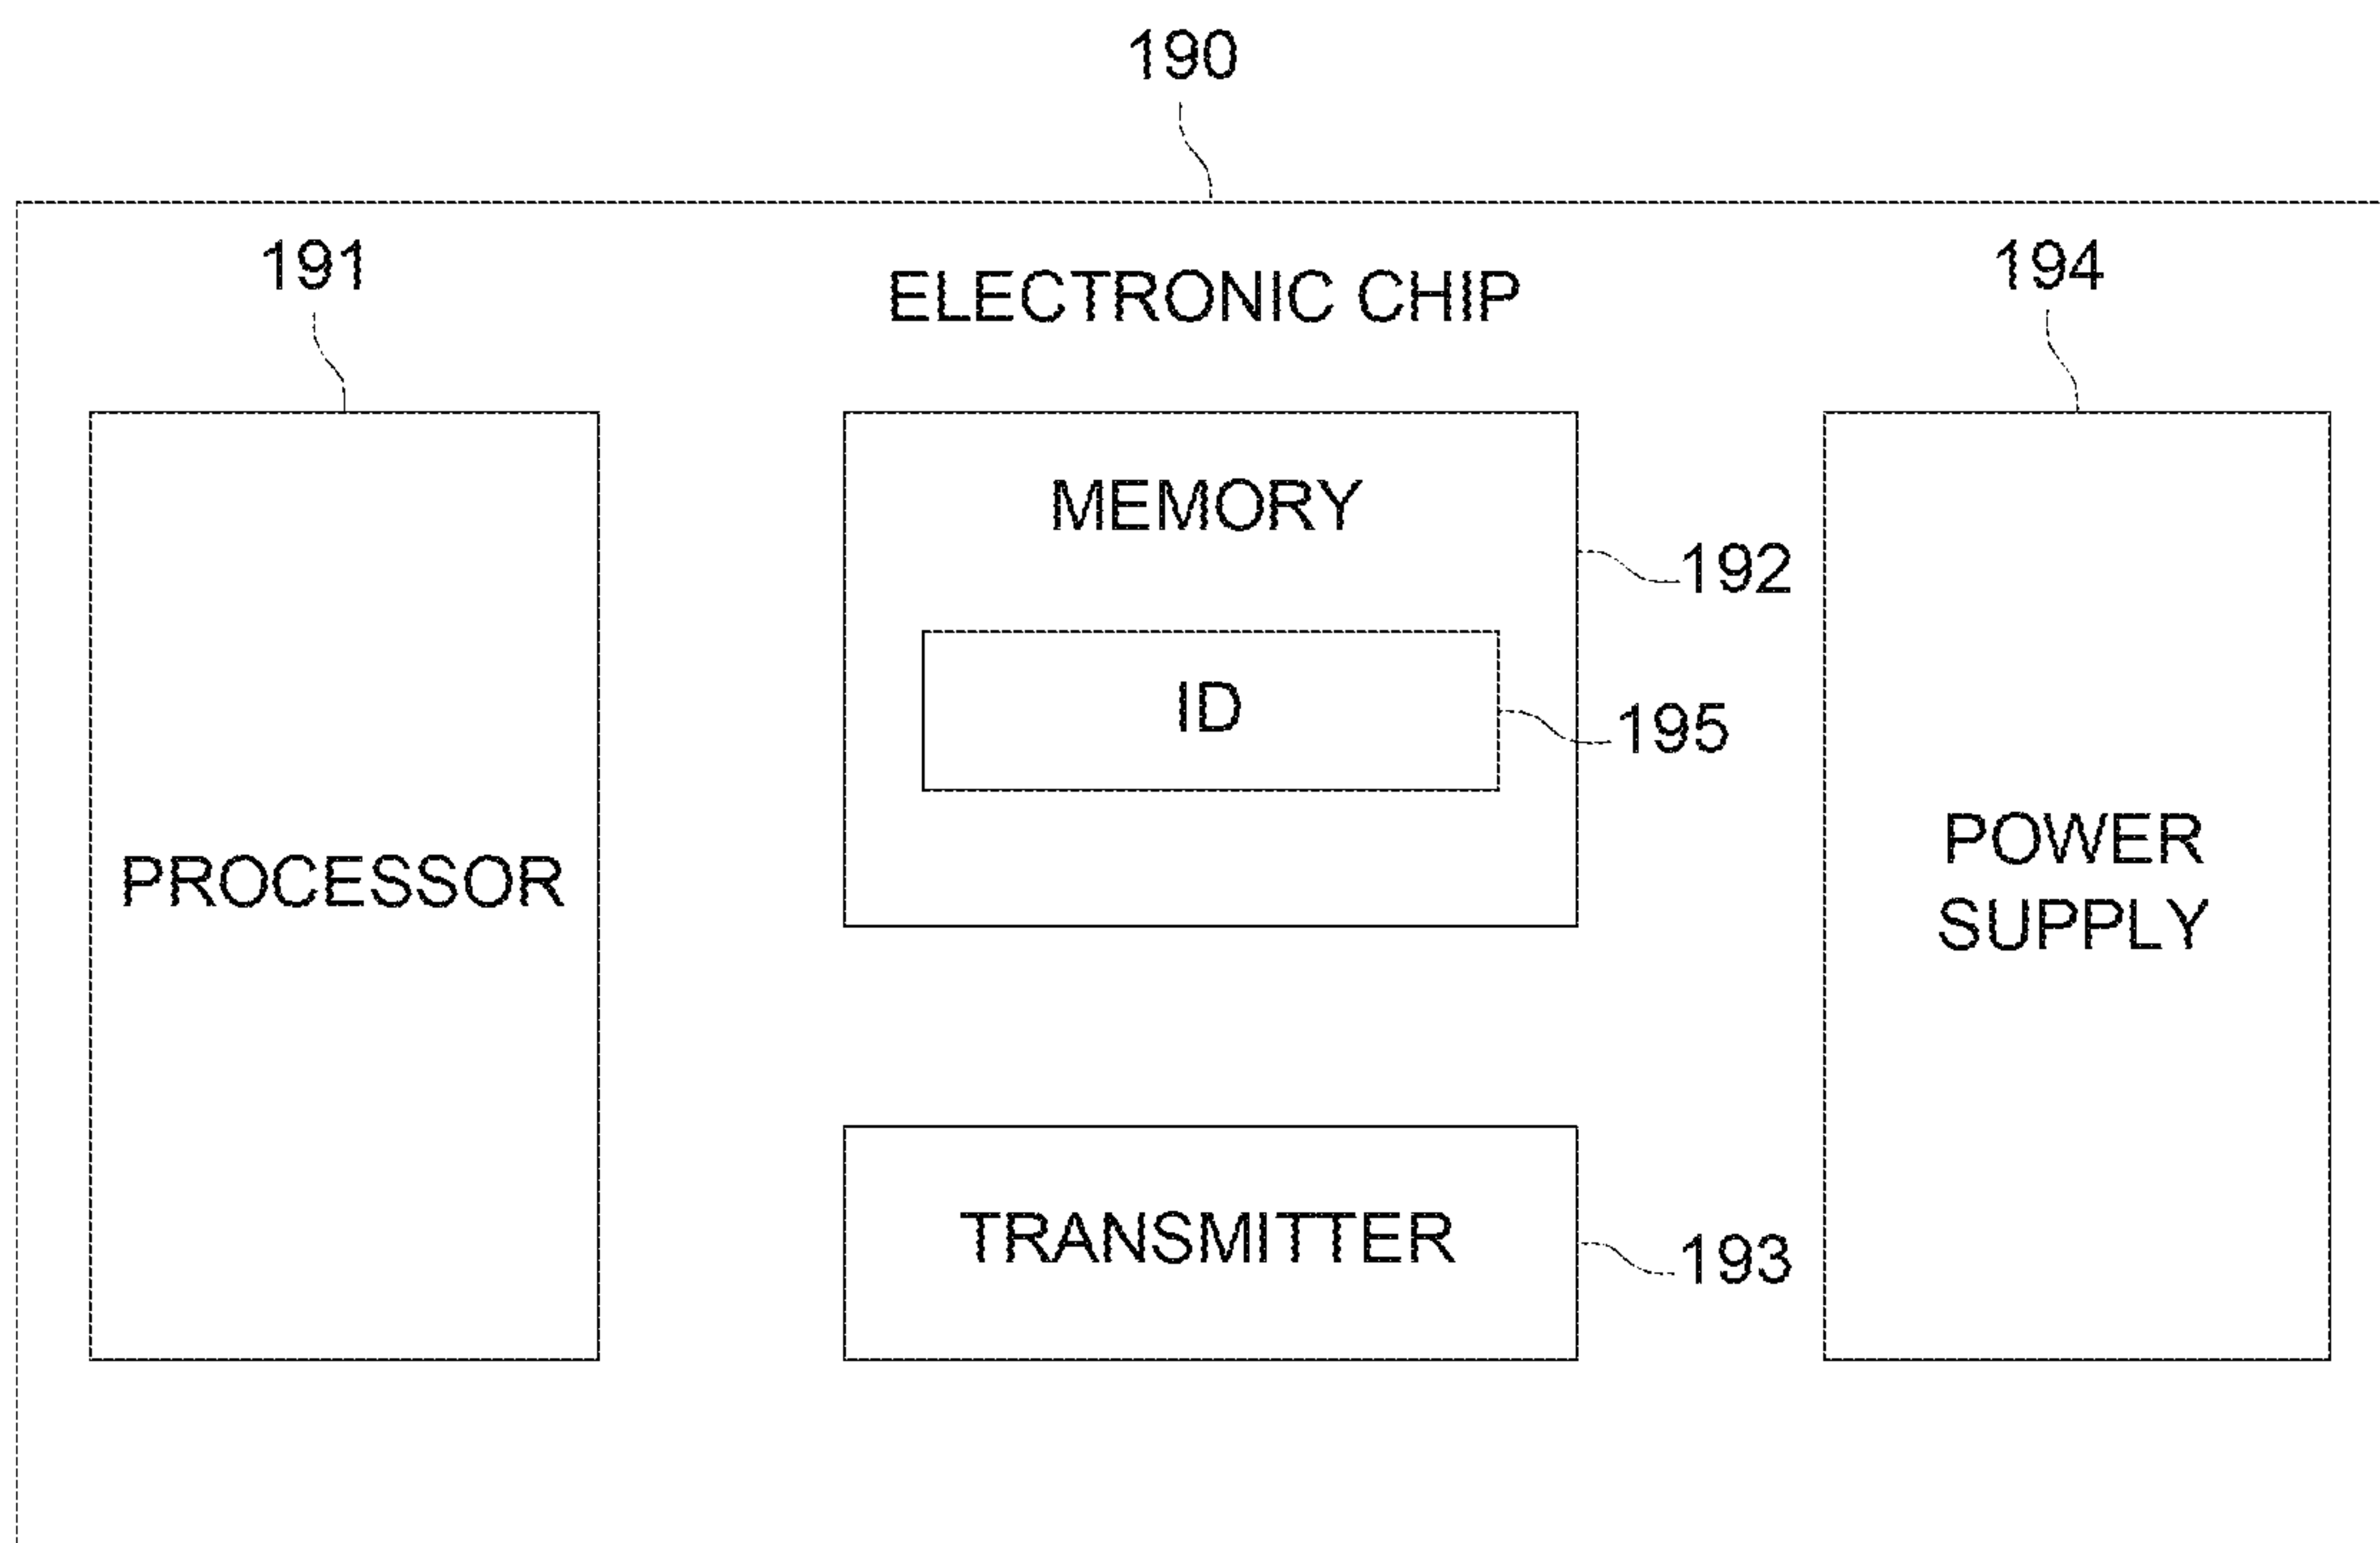 190
191
ELECTRONIC CHIP
194
MEMORY
192
ID
195
PROCESSOR
POWER
SUPPLY
TRANSMITTER
193